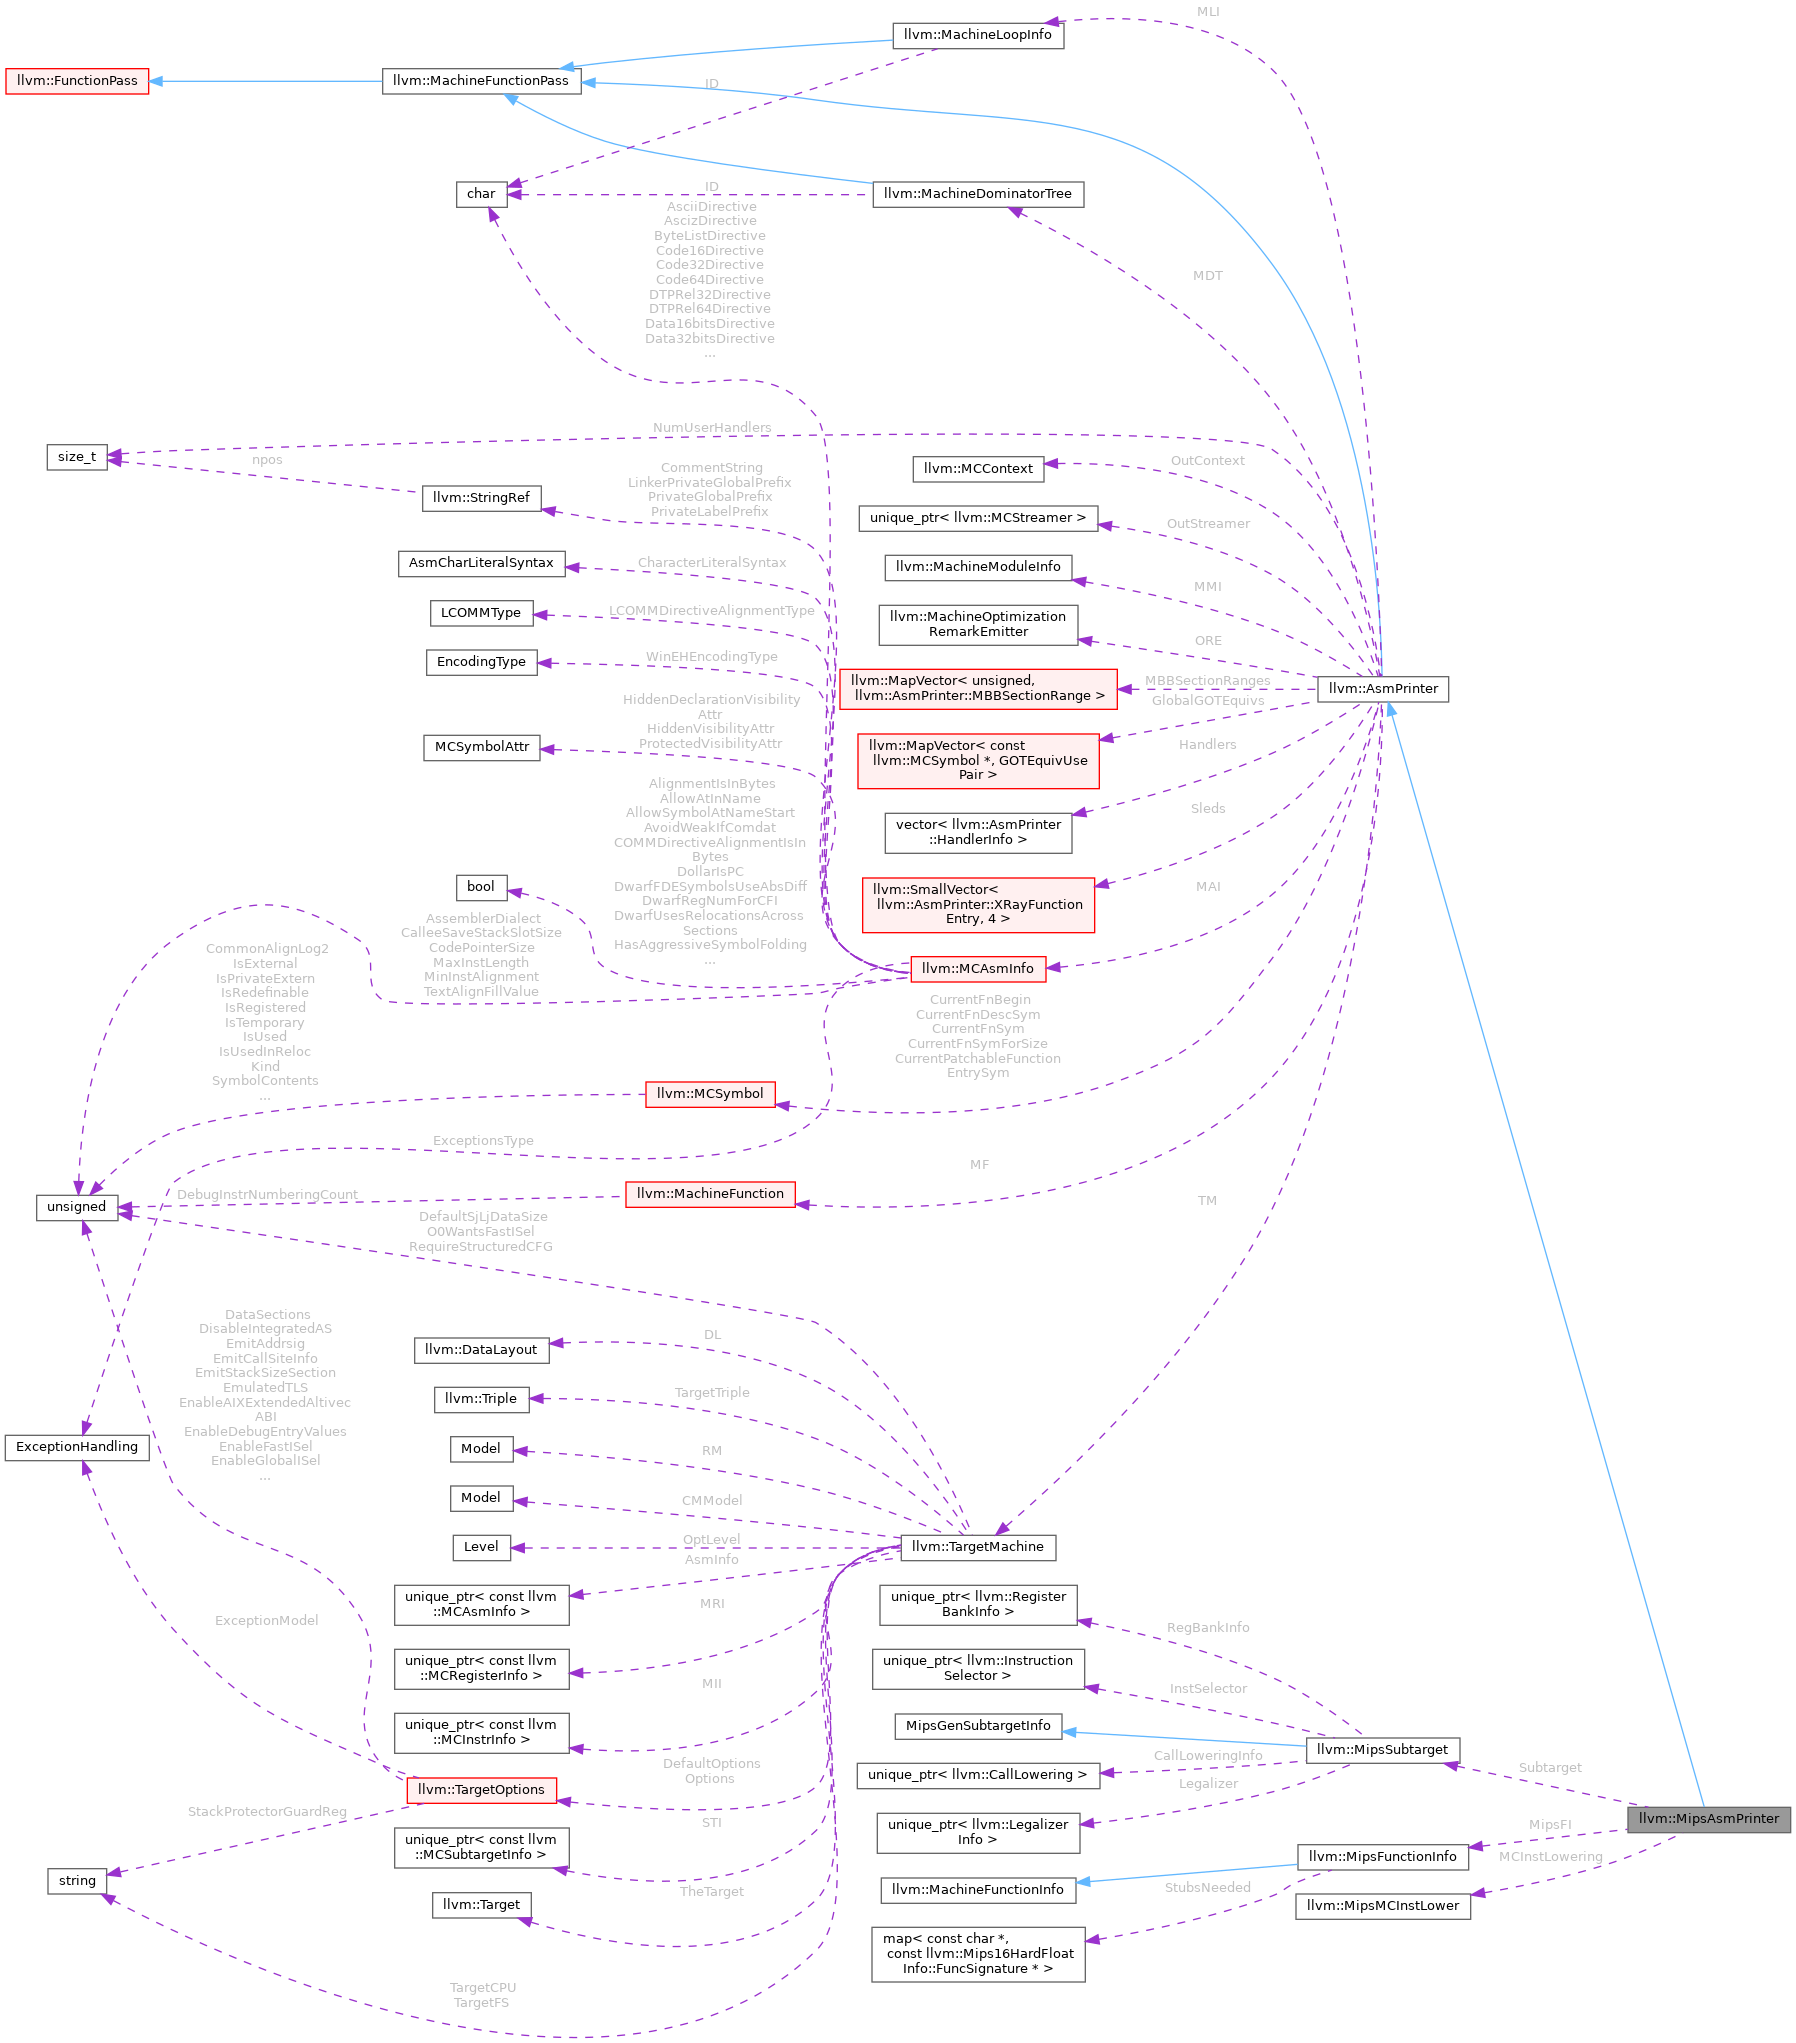 MLI
llvm::MachineLoopInfo
llvm::FunctionPass
llvm::MachineFunctionPass
ID
char
ID
llvm::MachineDominatorTree
AsciiDirective
AscizDirective
ByteListDirective
Code16Directive
Code32Directive
Code64Directive
DTPRel32Directive
DTPRel64Directive
Data16bitsDirective
Data32bitsDirective
...
MDT
NumUserHandlers
size_t
npos
llvm::StringRef
CommentString
LinkerPrivateGlobalPrefix
PrivateGlobalPrefix
PrivateLabelPrefix
llvm::MCContext
OutContext
unique_ptr< llvm::MCStreamer >
OutStreamer
AsmCharLiteralSyntax
CharacterLiteralSyntax
llvm::MachineModuleInfo
MMI
LCOMMType
LCOMMDirectiveAlignmentType
llvm::MachineOptimization
RemarkEmitter
ORE
EncodingType
WinEHEncodingType
llvm::MapVector< unsigned,
llvm::AsmPrinter::MBBSectionRange >
MBBSectionRanges
GlobalGOTEquivs
llvm::AsmPrinter
MCSymbolAttr
HiddenDeclarationVisibility
Attr
HiddenVisibilityAttr
ProtectedVisibilityAttr
llvm::MapVector< const
llvm::MCSymbol *, GOTEquivUse
Pair >
Handlers
vector< llvm::AsmPrinter
::HandlerInfo >
Sleds
bool
AlignmentIsInBytes
AllowAtInName
AllowSymbolAtNameStart
AvoidWeakIfComdat
COMMDirectiveAlignmentIsIn
Bytes
DollarIsPC
DwarfFDESymbolsUseAbsDiff
DwarfRegNumForCFI
DwarfUsesRelocationsAcross
Sections
HasAggressiveSymbolFolding
...
llvm::SmallVector<
llvm::AsmPrinter::XRayFunction
Entry, 4 >
MAI
AssemblerDialect
CalleeSaveStackSlotSize
CodePointerSize
MaxInstLength
MinInstAlignment
TextAlignFillValue
llvm::MCAsmInfo
CommonAlignLog2
IsExternal
IsPrivateExtern
IsRedefinable
IsRegistered
IsTemporary
IsUsed
IsUsedInReloc
Kind
SymbolContents
...
CurrentFnBegin
CurrentFnDescSym
CurrentFnSym
CurrentFnSymForSize
CurrentPatchableFunction
EntrySym
llvm::MCSymbol
ExceptionsType
MF
unsigned
DebugInstrNumberingCount
llvm::MachineFunction
TM
DefaultSjLjDataSize
O0WantsFastISel
RequireStructuredCFG
DataSections
DisableIntegratedAS
EmitAddrsig
EmitCallSiteInfo
EmitStackSizeSection
EmulatedTLS
EnableAIXExtendedAltivec
ABI
EnableDebugEntryValues
EnableFastISel
EnableGlobalISel
...
llvm::DataLayout
DL
llvm::Triple
TargetTriple
ExceptionHandling
Model
RM
Model
CMModel
Level
OptLevel
llvm::TargetMachine
AsmInfo
unique_ptr< const llvm
::MCAsmInfo >
unique_ptr< llvm::Register
BankInfo >
MRI
ExceptionModel
RegBankInfo
unique_ptr< const llvm
::MCRegisterInfo >
unique_ptr< llvm::Instruction
Selector >
MII
InstSelector
unique_ptr< const llvm
::MCInstrInfo >
MipsGenSubtargetInfo
llvm::MipsSubtarget
llvm::TargetOptions
DefaultOptions
Options
unique_ptr< llvm::CallLowering >
CallLoweringInfo
Legalizer
Subtarget
StackProtectorGuardReg
STI
unique_ptr< llvm::Legalizer
Info >
llvm::MipsAsmPrinter
MipsFI
unique_ptr< const llvm
::MCSubtargetInfo >
llvm::MipsFunctionInfo
MCInstLowering
string
llvm::MachineFunctionInfo
StubsNeeded
TheTarget
llvm::Target
llvm::MipsMCInstLower
map< const char *,
const llvm::Mips16HardFloat
Info::FuncSignature * >
TargetCPU
TargetFS